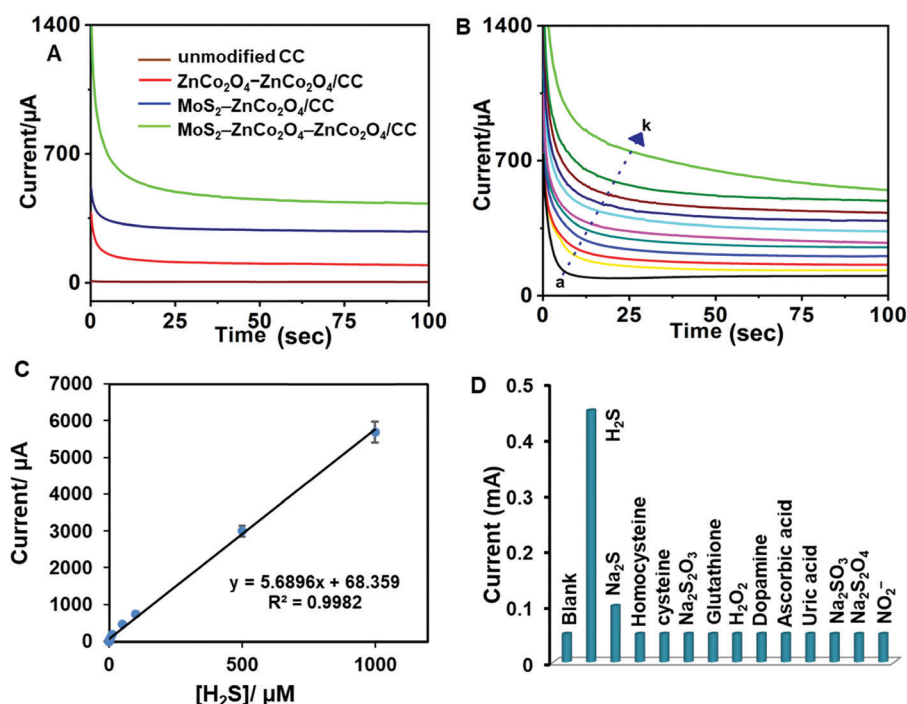 A
1400
700
0
Current/µA
unmodified CC
ZnCo₂O₄–ZnCo₂O₄/CC
MoS₂–ZnCo₂O₄/CC
MoS₂–ZnCo₂O₄–ZnCo₂O₄/CC
0 25 50 75 100
Time (sec)
B
1400
700
0
Current/µA
k
a
0 25 50 75 100
Time (sec)
C
7000
6000
5000
4000
3000
2000
1000
0
Current/ µA
y = 5.6896x + 68.359
R² = 0.9982
0 500 1000
[H₂S]/ µM
D
0.5
0.4
0.3
0.2
0.1
0
Current (mA)
Blank
H₂S
Na₂S
Homocysteine
cysteine
Na₂S₂O₃
Glutathione
H₂O₂
Dopamine
Ascorbic acid
Uric acid
Na₂SO₃
Na₂S₂O₄
NO₂⁻